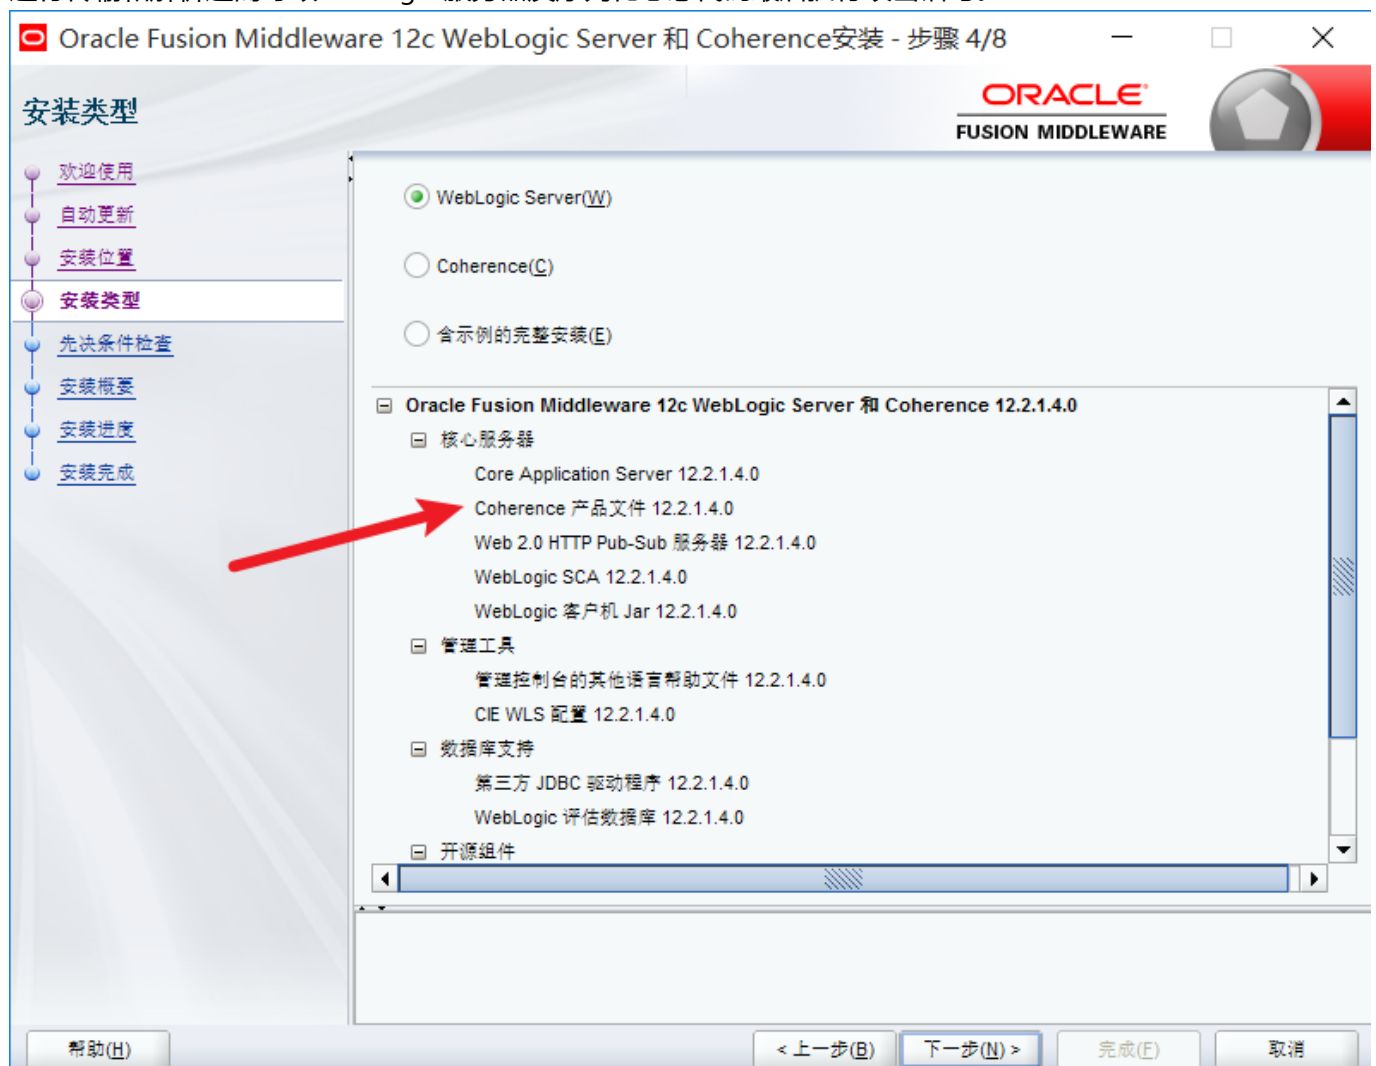 Oracle Fusion Middleware 12c WebLogic Server 和 Coherence安装 - 步骤 4/8
安装类型
ORACLE
FUSION MIDDLEWARE
欢迎使用
自动更新
安装位置
安装类型
先决条件检查
安装概要
安装进度
安装完成
WebLogic Server(W)
Coherence(C)
含示例的完整安装(E)
Oracle Fusion Middleware 12c WebLogic Server 和 Coherence 12.2.1.4.0
核心服务器
Core Application Server 12.2.1.4.0
Coherence 产品文件 12.2.1.4.0
Web 2.0 HTTP Pub-Sub 服务器 12.2.1.4.0
WebLogic SCA 12.2.1.4.0
WebLogic 客户机 Jar 12.2.1.4.0
管理工具
管理控制台的其他语言帮助文件 12.2.1.4.0
CIE WLS 配置 12.2.1.4.0
数据库支持
第三方 JDBC 驱动程序 12.2.1.4.0
WebLogic 评估数据库 12.2.1.4.0
开源组件
帮助(H)
< 上一步(B)
下一步(N) >
完成(F)
取消